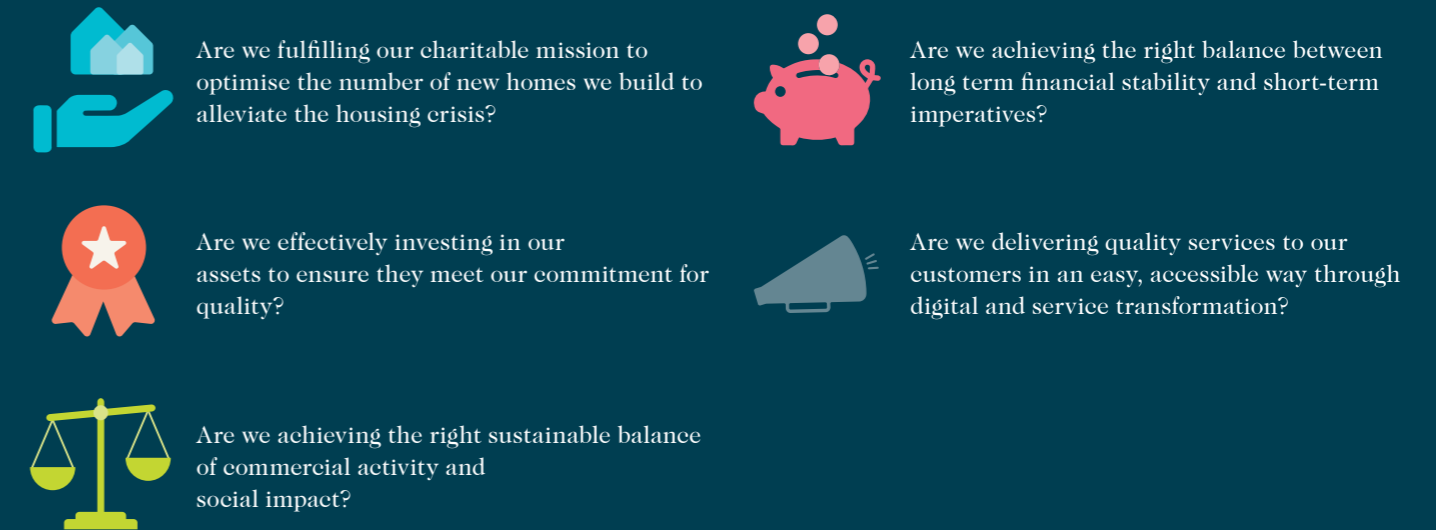 Are we fulfilling our charitable mission to
optimise the number of new homes we build to
alleviate the housing crisis?
Are we achieving the right balance between
long term financial stability and short-term
imperatives?
Are we effectively investing in our
assets to ensure they meet our commitment for
quality?
Are we delivering quality services to our
customers in an easy, accessible way through
digital and service transformation?
Are we achieving the right sustainable balance
of commercial activity and
social impact?